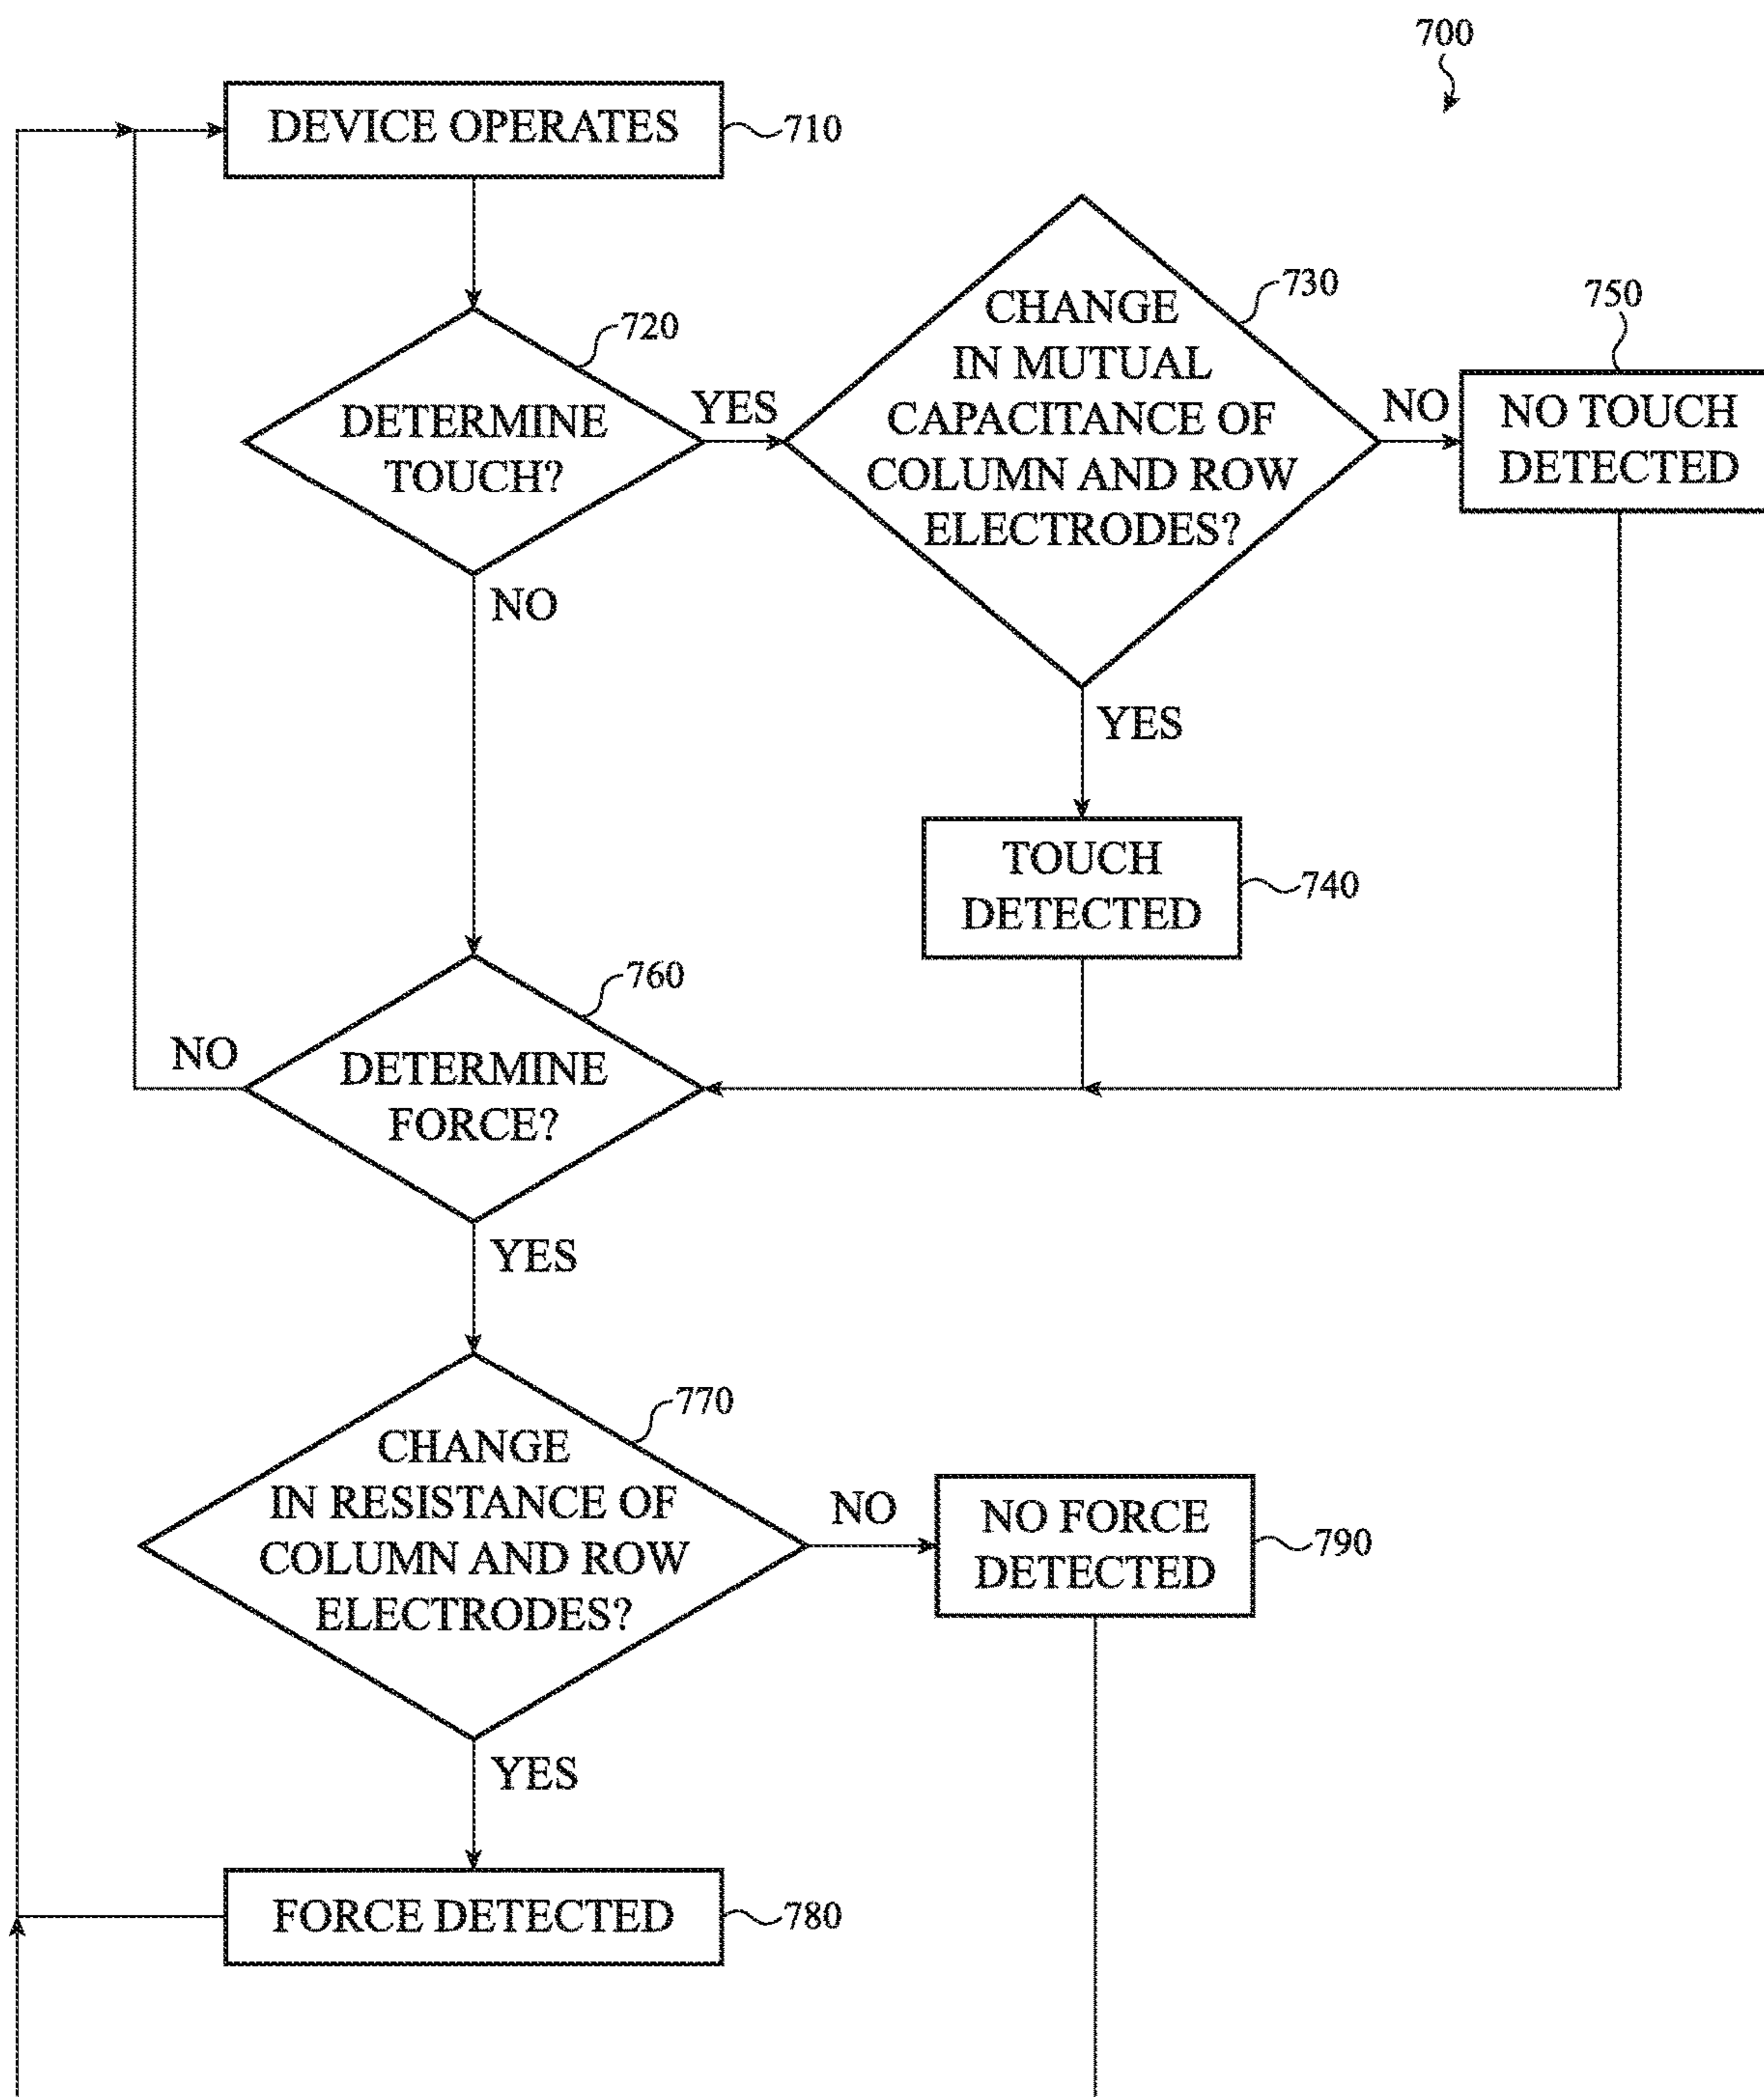 700
DEVICE OPERATES
710
720
DETERMINE
TOUCH?
YES
NO
730
CHANGE
IN MUTUAL
CAPACITANCE OF
COLUMN AND ROW
ELECTRODES?
NO
YES
750
NO TOUCH
DETECTED
TOUCH
DETECTED
740
760
DETERMINE
FORCE?
NO
YES
770
CHANGE
IN RESISTANCE OF
COLUMN AND ROW
ELECTRODES?
NO
YES
NO FORCE
DETECTED
790
FORCE DETECTED
780